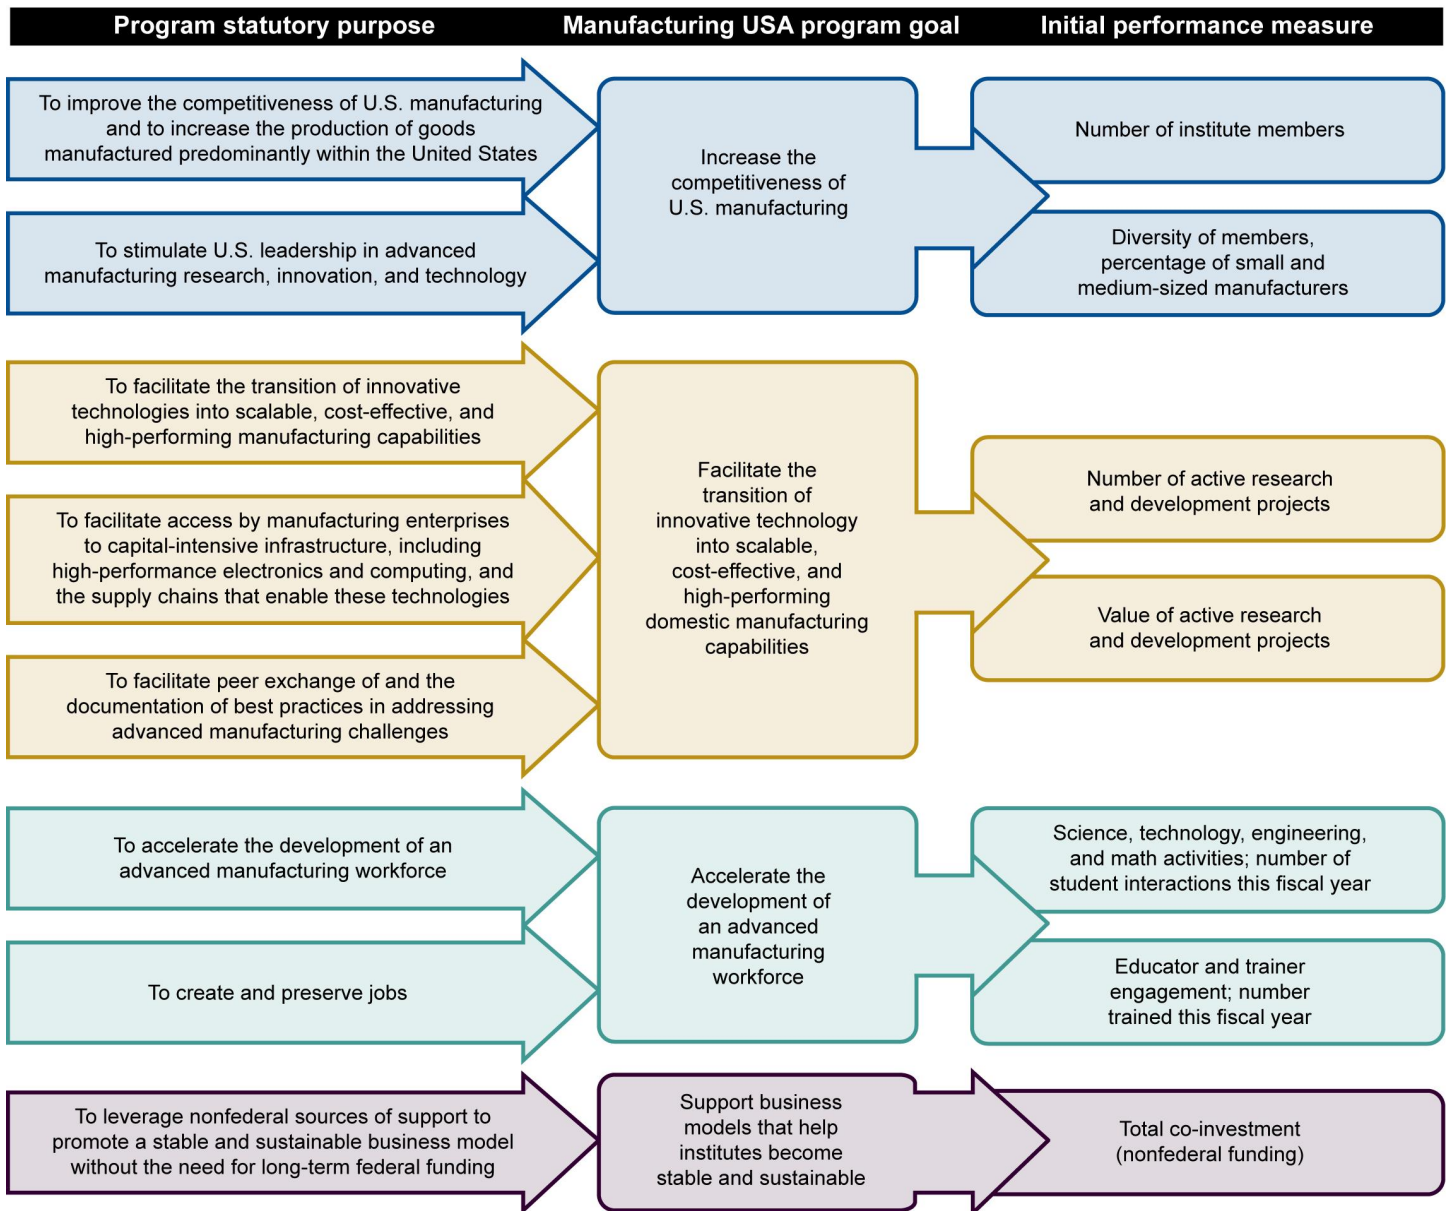 Program statutory purpose
Manufacturing USA program goal
Initial performance measure
To improve the competitiveness of U.S. manufacturing
and to increase the production of goods
manufactured predominantly within the United States
To stimulate U.S. leadership in advanced
manufacturing research, innovation, and technology
Increase the
competitiveness of
U.S. manufacturing
Number of institute members
Diversity of members,
percentage of small and
medium-sized manufacturers
To facilitate the transition of innovative
technologies into scalable, cost-effective, and
high-performing manufacturing capabilities
To facilitate access by manufacturing enterprises
to capital-intensive infrastructure, including
high-performance electronics and computing, and
the supply chains that enable these technologies
To facilitate peer exchange of and the
documentation of best practices in addressing
advanced manufacturing challenges
Facilitate the
transition of
innovative technology
into scalable,
cost-effective, and
high-performing
domestic manufacturing
capabilities
Number of active research
and development projects
Value of active research
and development projects
To accelerate the development of an
advanced manufacturing workforce
To create and preserve jobs
Accelerate the
development of
an advanced
manufacturing
workforce
Science, technology, engineering,
and math activities; number of
student interactions this fiscal year
Educator and trainer
engagement; number
trained this fiscal year
To leverage nonfederal sources of support to
promote a stable and sustainable business model
without the need for long-term federal funding
Support business
models that help
institutes become
stable and sustainable
Total co-investment
(nonfederal funding)